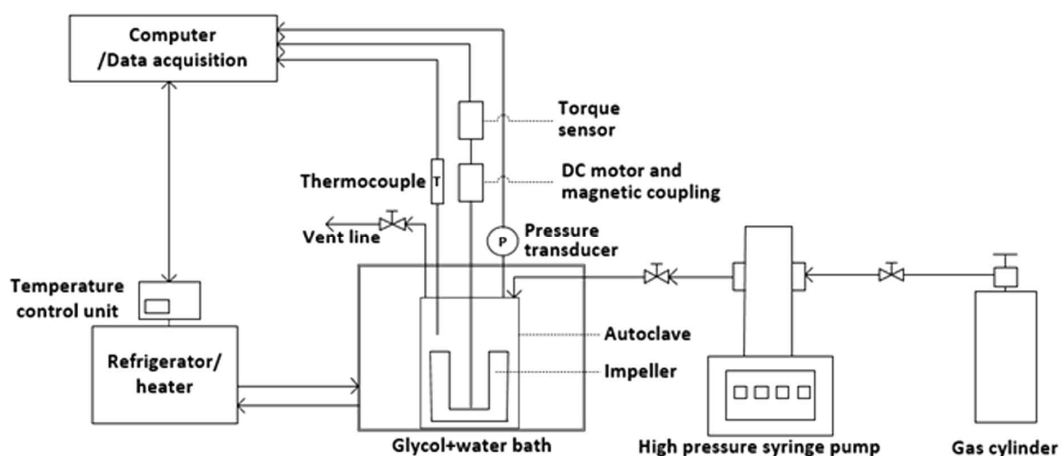 Computer
/Data acquisition
Torque
sensor
DC motor and
magnetic coupling
Thermocouple
T
Vent line
P
Pressure
transducer
Temperature
control unit
Refrigerator/
heater
Autoclave
Impeller
Glycol+water bath
High pressure syringe pump
Gas cylinder